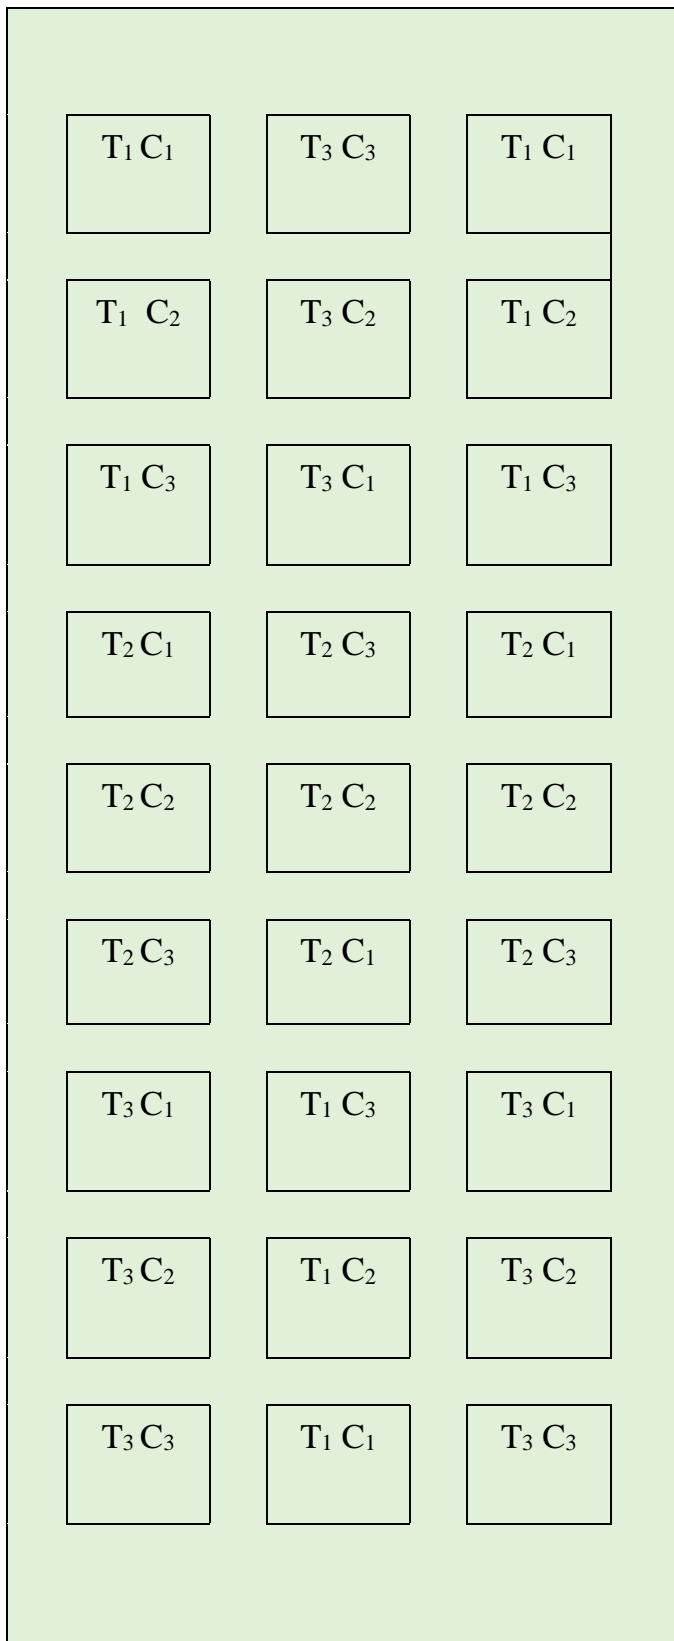 T₁ C₁ T₃ C₃ T₁ C₁
T₁ C₂ T₃ C₂ T₁ C₂
T₁ C₃ T₃ C₁ T₁ C₃
T₂ C₁ T₂ C₃ T₂ C₁
T₂ C₂ T₂ C₂ T₂ C₂
T₂ C₃ T₂ C₁ T₂ C₃
T₃ C₁ T₁ C₃ T₃ C₁
T₃ C₂ T₁ C₂ T₃ C₂
T₃ C₃ T₁ C₁ T₃ C₃